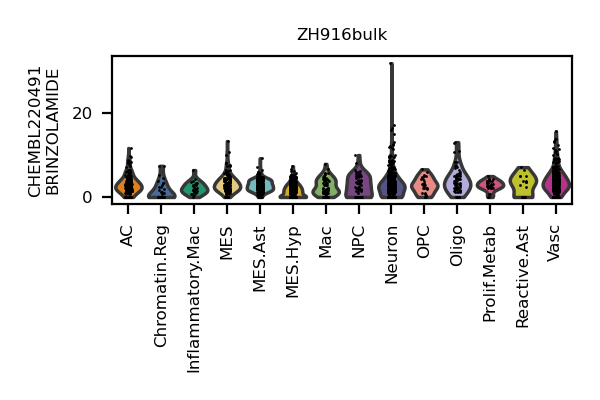 ZH916bulk
CHEMBL220491
BRINZOLAMIDE
20
0
AC
Chromatin.Reg
Inflammatory.Mac
MES
MES.Ast
MES.Hyp
Mac
NPC
Neuron
OPC
Oligo
Prolif.Metab
Reactive.Ast
Vasc